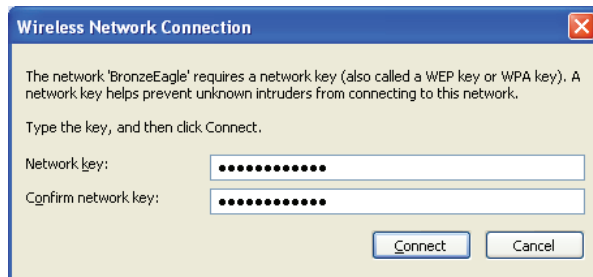 Wireless Network Connection
The network 'BronzeEagle' requires a network key (also called a WEP key or WPA key). A
network key helps prevent unknown intruders from connecting to this network.
Type the key, and then click Connect.
Network key: ●●●●●●●●●●●●
Confirm network key: ●●●●●●●●●●●●
Connect Cancel